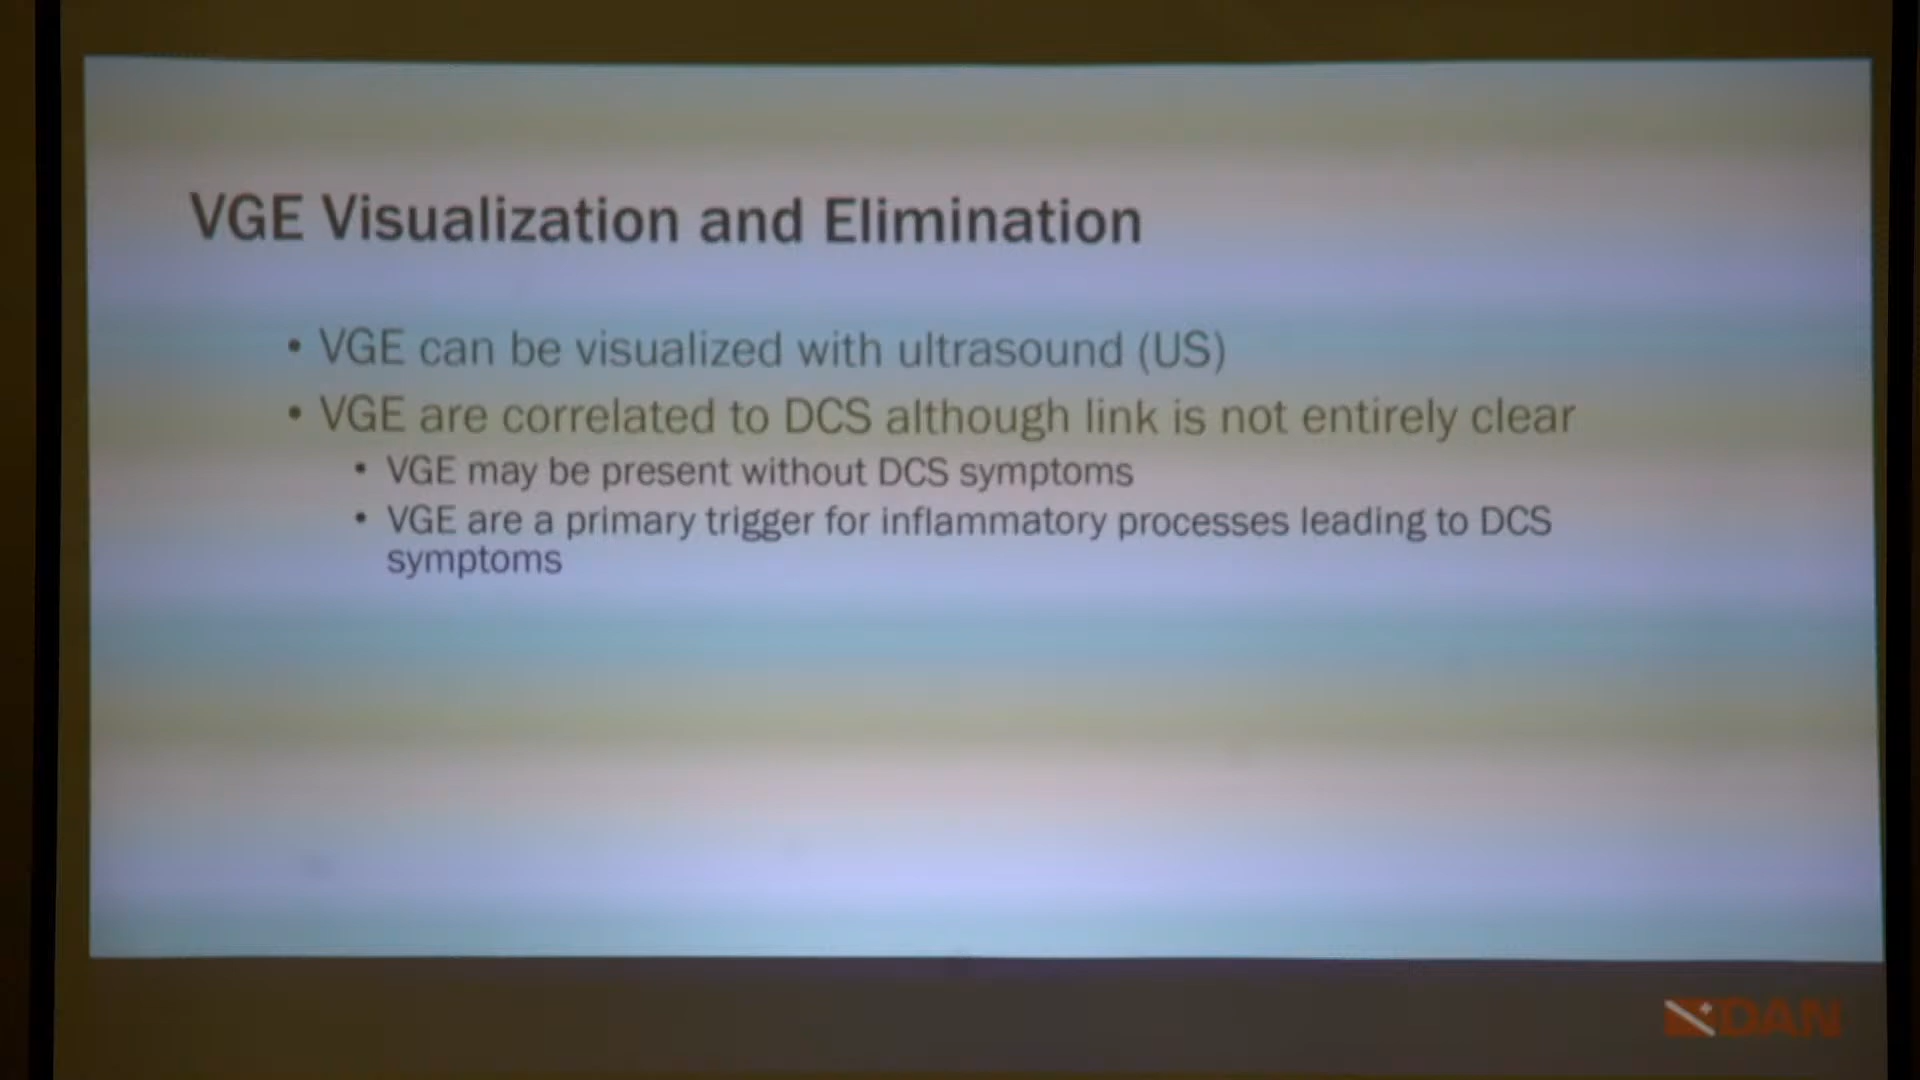 VGE Visualization and Elimination
• VGE can be visualized with ultrasound (US)
• VGE are correlated to DCS although link is not entirely clear
• VGE may be present without DCS symptoms
• VGE are a primary trigger for inflammatory processes leading to DCS
symptoms
DAN